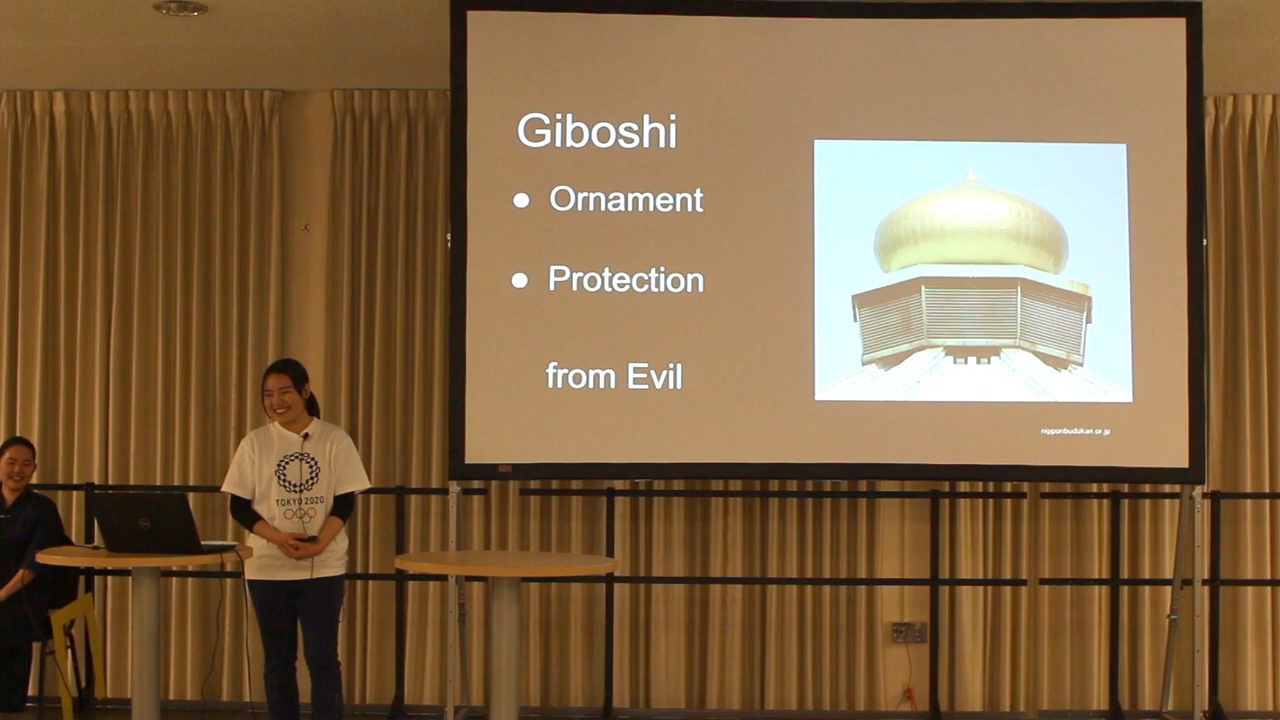 Giboshi
● Ornament
● Protection
from Evil
nipponbudokan.or.jp
TOKYO 2020